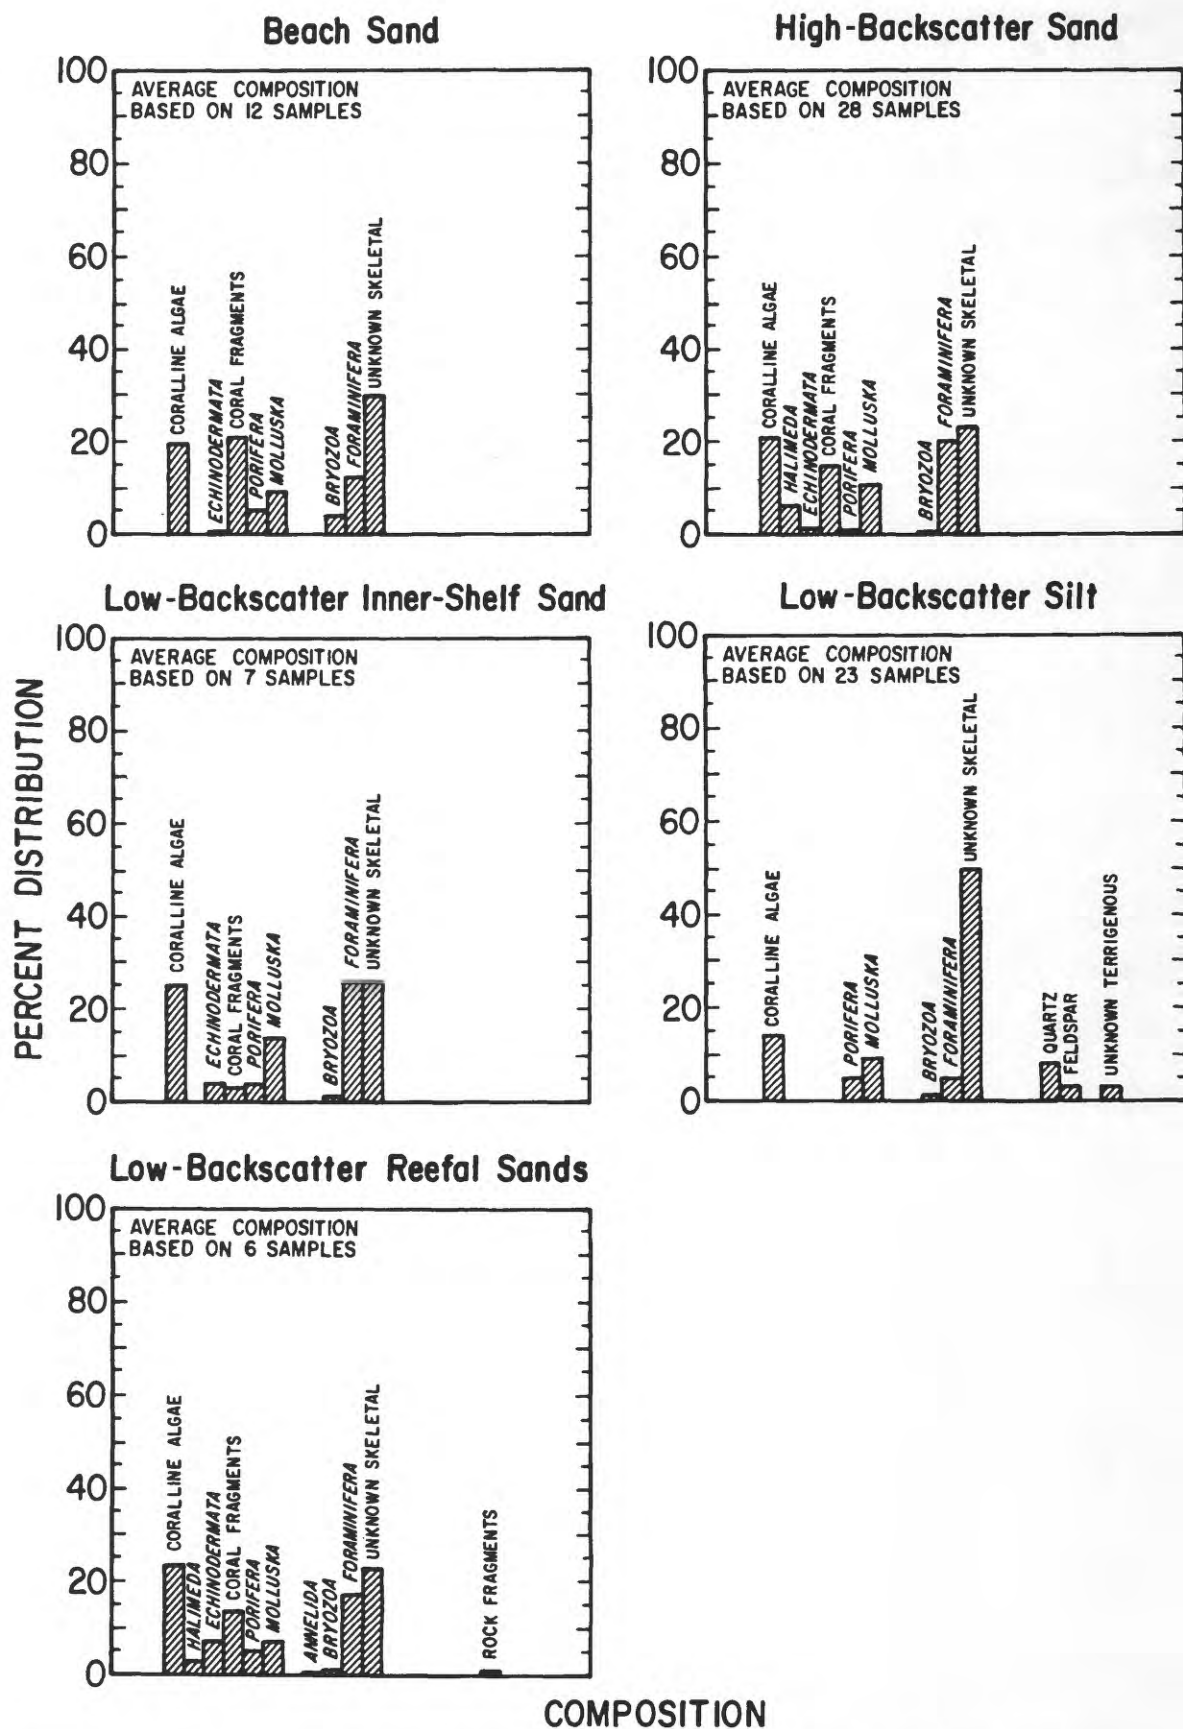 Beach Sand
100
80
60
40
20
0
AVERAGE COMPOSITION
BASED ON 12 SAMPLES
CORALLINE ALGAE
ECHINODERMATA
CORAL FRAGMENTS
PORIFERA
MOLLUSKA
BRYOZOA
FORAMINIFERA
UNKNOWN SKELETAL
High-Backscatter Sand
100
80
60
40
20
0
AVERAGE COMPOSITION
BASED ON 28 SAMPLES
CORALLINE ALGAE
HALIMEDA
ECHINODERMATA
CORAL FRAGMENTS
PORIFERA
MOLLUSKA
BRYOZOA
FORAMINIFERA
UNKNOWN SKELETAL
PERCENT DISTRIBUTION
Low-Backscatter Inner-Shelf Sand
100
80
60
40
20
0
AVERAGE COMPOSITION
BASED ON 7 SAMPLES
CORALLINE ALGAE
ECHINODERMATA
CORAL FRAGMENTS
PORIFERA
MOLLUSKA
BRYOZOA
FORAMINIFERA
UNKNOWN SKELETAL
Low-Backscatter Silt
100
80
60
40
20
0
AVERAGE COMPOSITION
BASED ON 23 SAMPLES
CORALLINE ALGAE
PORIFERA
MOLLUSKA
BRYOZOA
FORAMINIFERA
UNKNOWN SKELETAL
QUARTZ
FELDSPAR
UNKNOWN TERRIGENOUS
Low-Backscatter Reefal Sands
100
80
60
40
20
0
AVERAGE COMPOSITION
BASED ON 6 SAMPLES
CORALLINE ALGAE
HALIMEDA
ECHINODERMATA
CORAL FRAGMENTS
PORIFERA
MOLLUSKA
ANNELIDA
BRYOZOA
FORAMINIFERA
UNKNOWN SKELETAL
ROCK FRAGMENTS
COMPOSITION